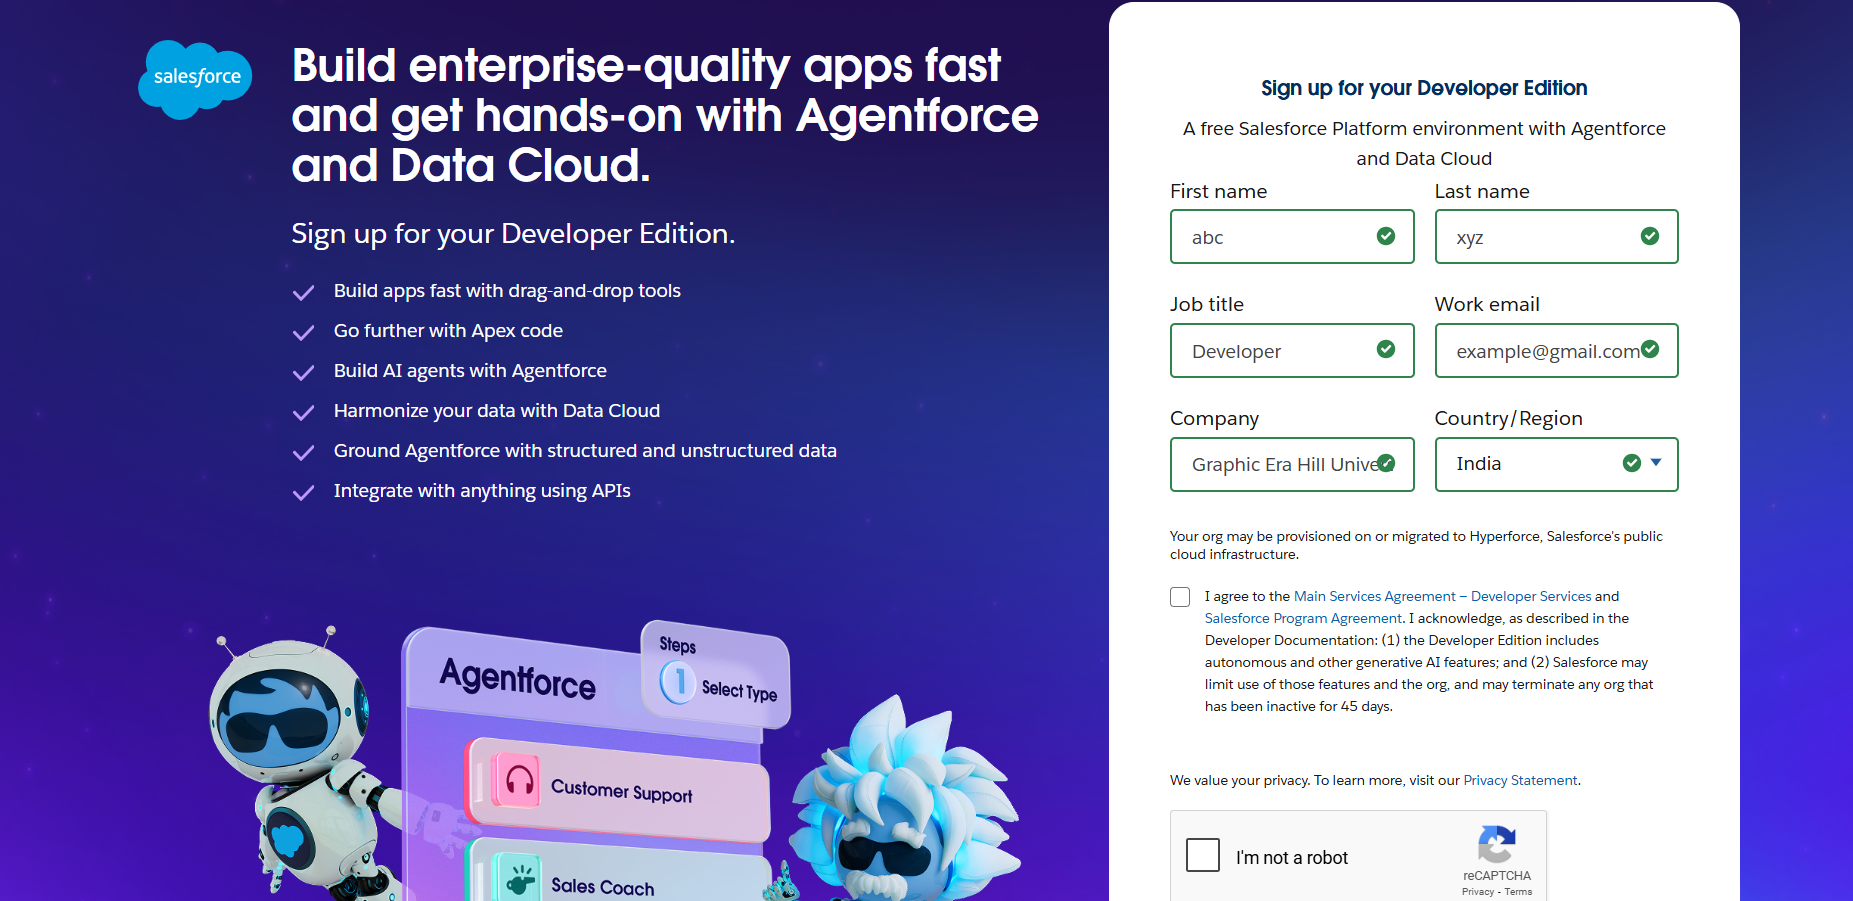 salesforce
Build enterprise-quality apps fast
and get hands-on with Agentforce
and Data Cloud.
Sign up for your Developer Edition.
Build apps fast with drag-and-drop tools
Go further with Apex code
Build AI agents with Agentforce
Harmonize your data with Data Cloud
Ground Agentforce with structured and unstructured data
Integrate with anything using APIs
Agentforce
Steps
1
Select Type
Customer Support
Sales Coach
Sign up for your Developer Edition
A free Salesforce Platform environment with Agentforce
and Data Cloud
First name
Last name
abc
xyz
Job title
Work email
Developer
example@gmail.com
Company
Country/Region
Graphic Era Hill Unive
India
Your org may be provisioned on or migrated to Hyperforce, Salesforce's public
cloud infrastructure.
I agree to the Main Services Agreement – Developer Services and
Salesforce Program Agreement. I acknowledge, as described in the
Developer Documentation: (1) the Developer Edition includes
autonomous and other generative AI features; and (2) Salesforce may
limit use of those features and the org, and may terminate any org that
has been inactive for 45 days.
We value your privacy. To learn more, visit our Privacy Statement.
I'm not a robot
reCAPTCHA
Privacy - Terms